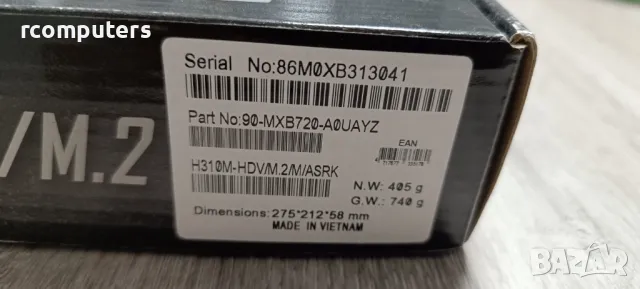 rcomputers
/M.2
Serial No:86M0XB313041
Part No:90-MXB720-A0UAYZ
EAN
H310M-HDV/M.2/M/ASRK
N.W: 405 g
G.W.: 740 g
Dimensions:275*212*58 mm
MADE IN VIETNAM
BAZAR